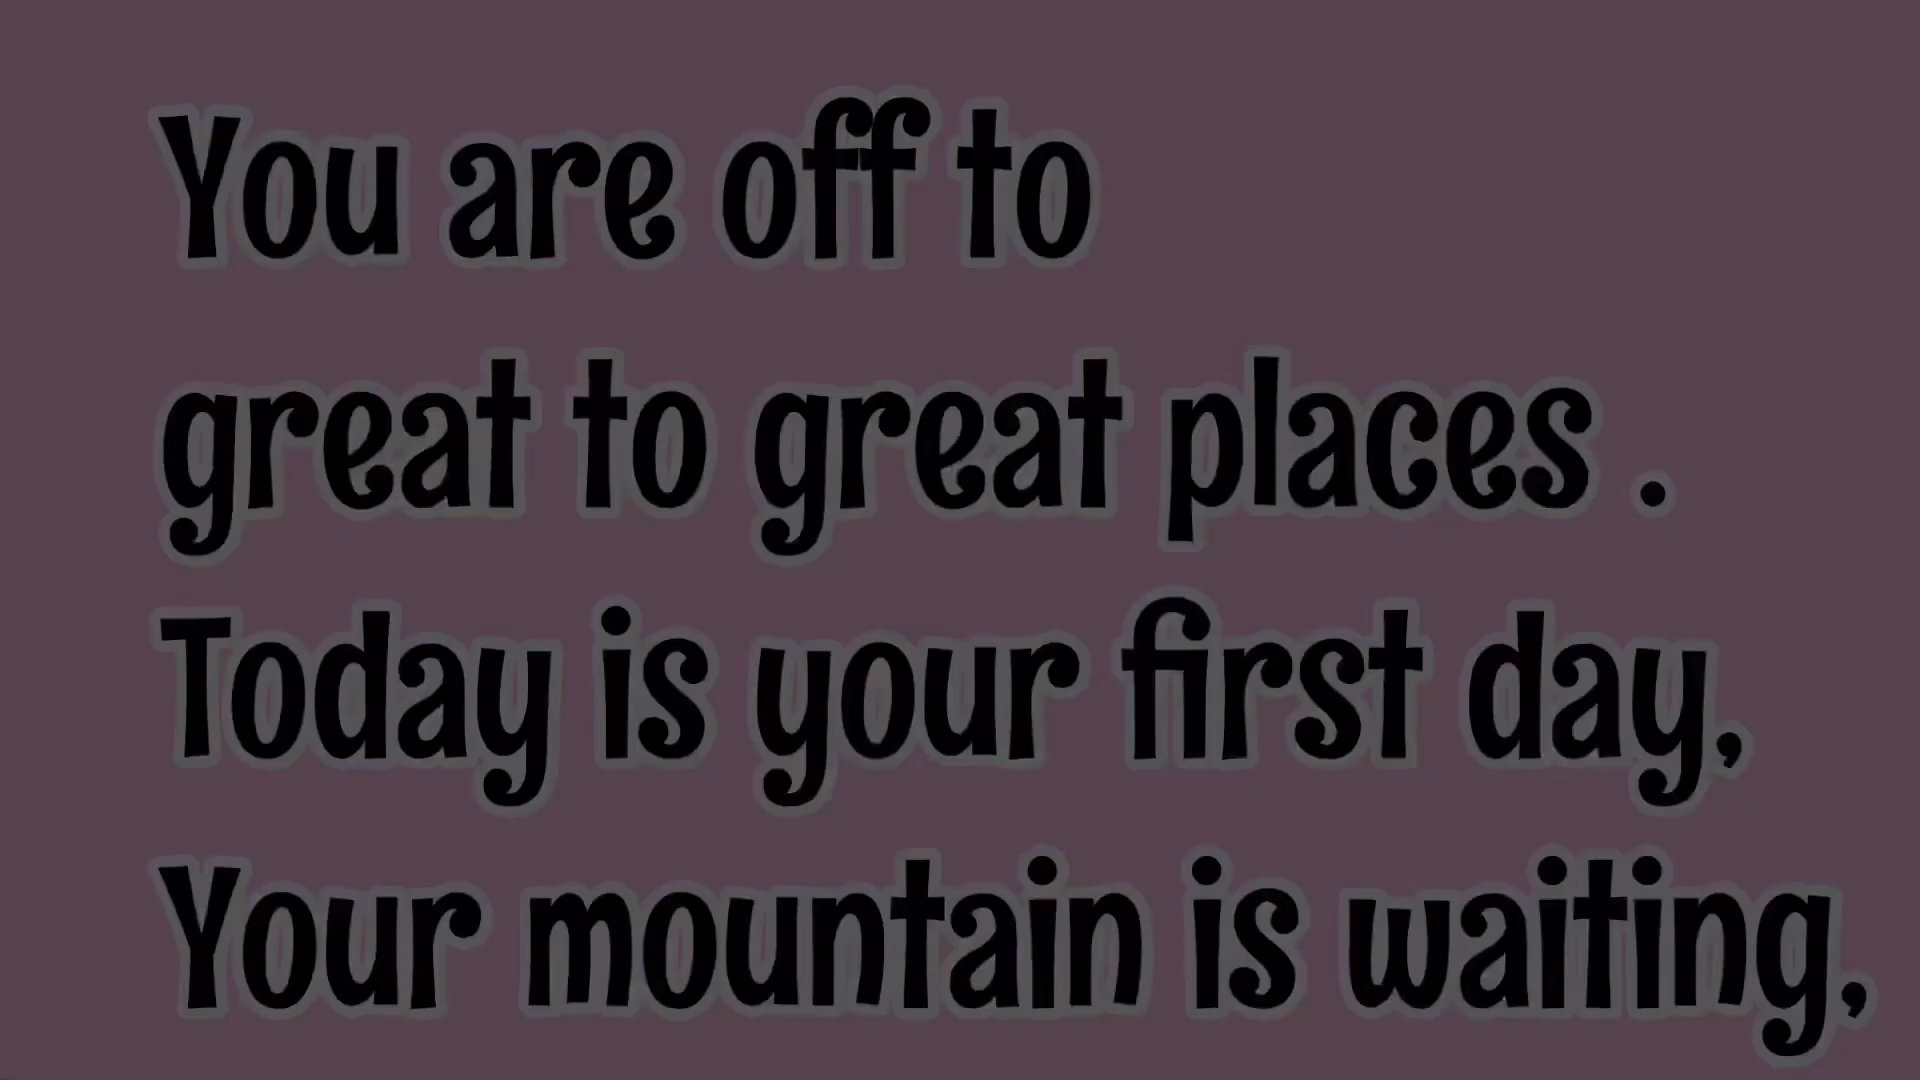 You are off to
great to great places .
Today is your first day,
Your mountain is waiting,